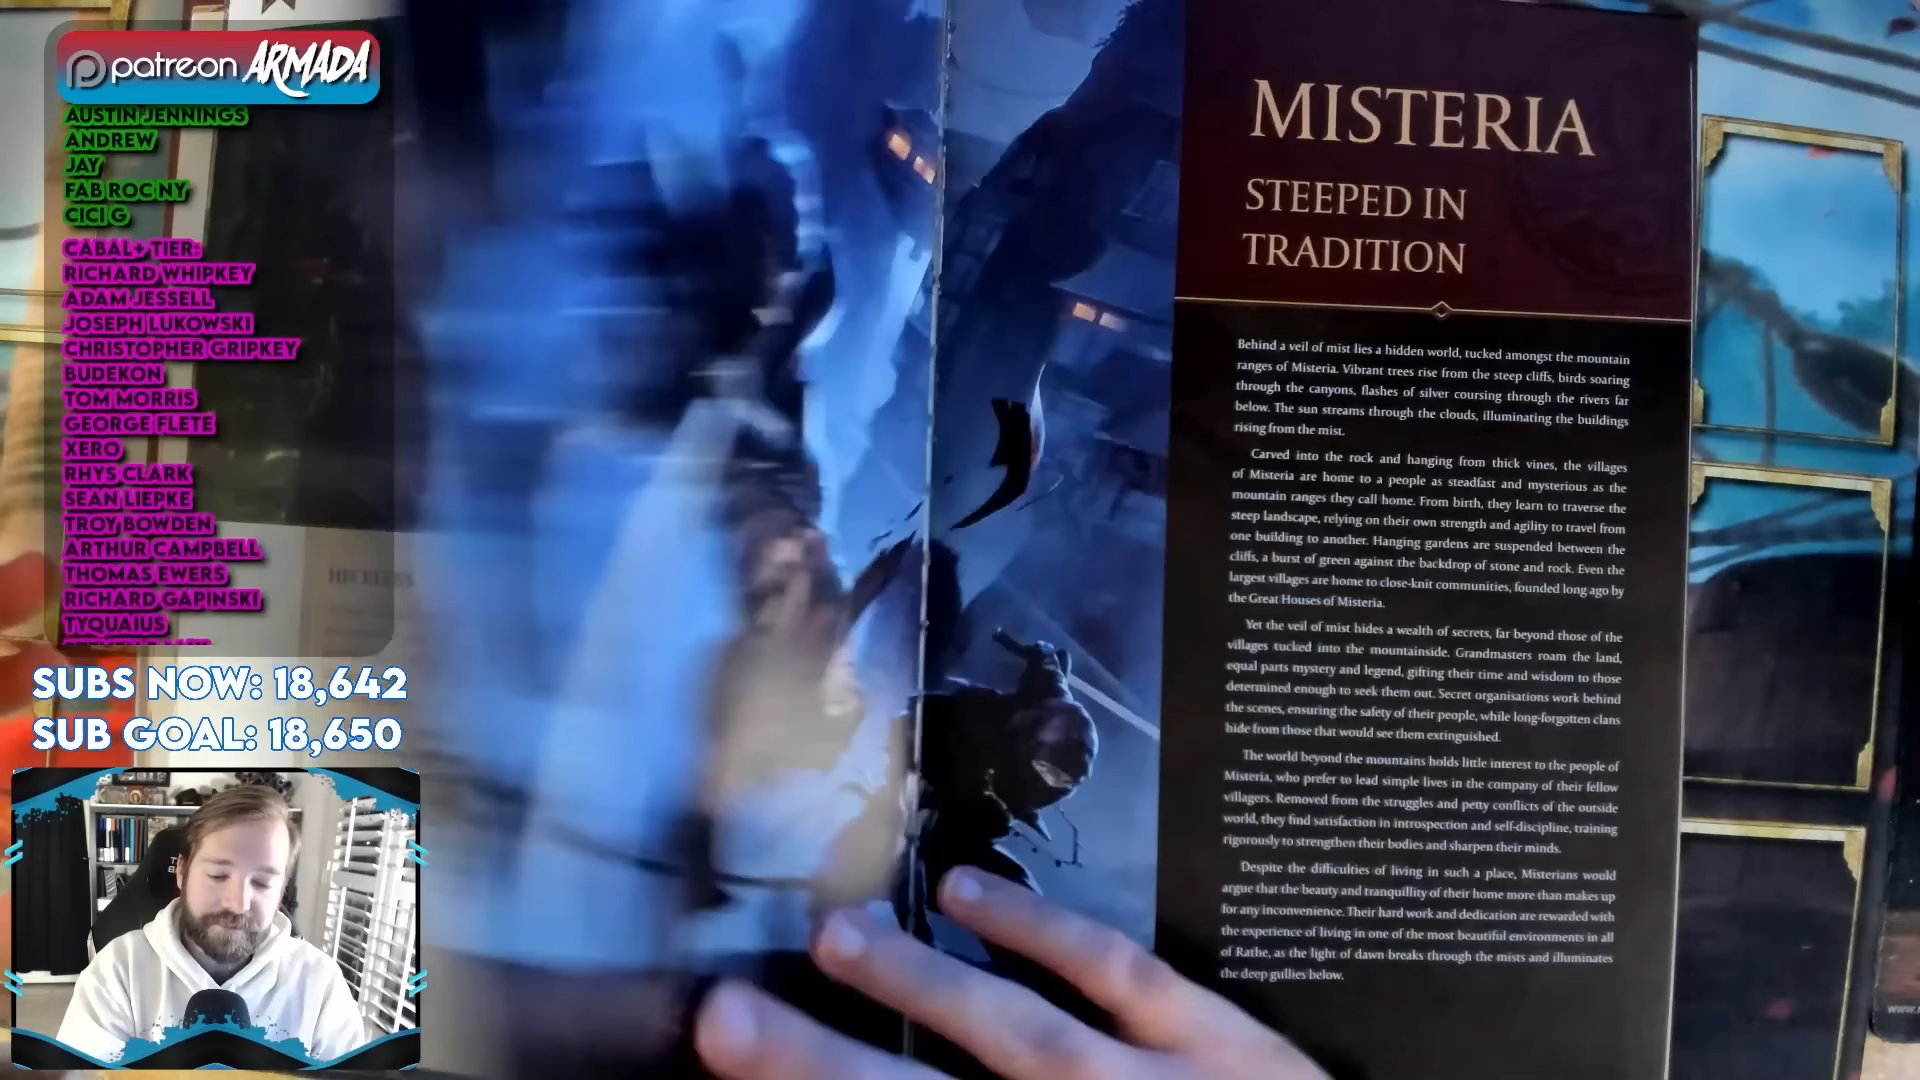 patreon ARMADA
AUSTIN JENNINGS
ANDREW
JAY
FAB ROC NY
CICI G
CABAL+ TIER:
RICHARD WHIPKEY
ADAM JESSELL
JOSEPH LUKOWSKI
CHRISTOPHER GRIPKEY
BUDEKON
TOM MORRIS
GEORGE FLETE
XERO
RHYS CLARK
SEAN LIEPKE
TROY BOWDEN
ARTHUR CAMPBELL
THOMAS EWERS
RICHARD GAPINSKI
TYQUAIUS
SUBS NOW: 18,642
SUB GOAL: 18,650
MISTERIA
STEEPED IN
TRADITION
Behind a veil of mist lies a hidden world, tucked amongst the mountain
ranges of Misteria. Vibrant trees rise from the steep cliffs, birds soaring
through the canyons, flashes of silver coursing through the rivers far
below. The sun streams through the clouds, illuminating the buildings
rising from the mist.
Carved into the rock and hanging from thick vines, the villages
of Misteria are home to a people as steadfast and mysterious as the
mountain ranges they call home. From birth, they learn to traverse the
steep landscape, relying on their own strength and agility to travel from
one building to another. Hanging gardens are suspended between the
cliffs, a burst of green against the backdrop of stone and rock. Even the
largest villages are home to close-knit communities, founded long ago by
the Great Houses of Misteria.
Yet the veil of mist hides a wealth of secrets, far beyond those of the
villages tucked into the mountainside. Grandmasters roam the land,
equal parts mystery and legend, gifting their time and wisdom to those
determined enough to seek them out. Secret organisations work behind
the scenes, ensuring the safety of their people, while long-forgotten clans
hide from those that would see them extinguished.
The world beyond the mountains holds little interest to the people of
Misteria, who prefer to lead simple lives in the company of their fellow
villagers. Removed from the struggles and petty conflicts of the outside
world, they find satisfaction in introspection and self-discipline, training
rigorously to strengthen their bodies and sharpen their minds.
Despite the difficulties of living in such a place, Misterians would
argue that the beauty and tranquillity of their home more than makes up
for any inconvenience. Their hard work and dedication are rewarded with
the experience of living in one of the most beautiful environments in all
of Rathe, as the light of dawn breaks through the mists and illuminates
the deep gullies below.